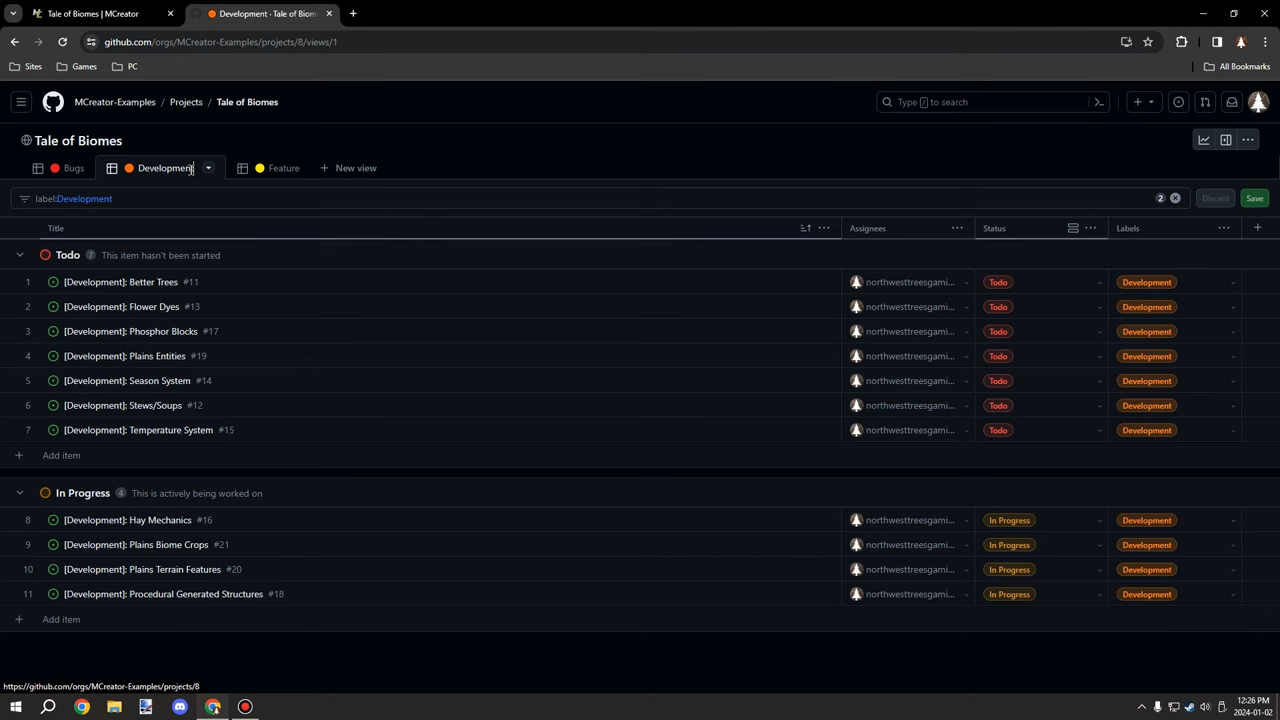 Tale of Biomes | MCreator
Development · Tale of Biom
github.com/orgs/MCreator-Examples/projects/8/views/1
Sites
Games
PC
All Bookmarks
MCreator-Examples / Projects / Tale of Biomes
Type / to search
Tale of Biomes
Bugs
Development
Feature
New view
label:Development
2
Discard
Save
Title
Assignees
Status
Labels
Todo 7 This item hasn't been started
1 [Development]: Better Trees #11 northwesttreesgami... Todo Development
2 [Development]: Flower Dyes #13 northwesttreesgami... Todo Development
3 [Development]: Phosphor Blocks #17 northwesttreesgami... Todo Development
4 [Development]: Plains Entities #19 northwesttreesgami... Todo Development
5 [Development]: Season System #14 northwesttreesgami... Todo Development
6 [Development]: Stews/Soups #12 northwesttreesgami... Todo Development
7 [Development]: Temperature System #15 northwesttreesgami... Todo Development
Add item
In Progress 4 This is actively being worked on
8 [Development]: Hay Mechanics #16 northwesttreesgami... In Progress Development
9 [Development]: Plains Biome Crops #21 northwesttreesgami... In Progress Development
10 [Development]: Plains Terrain Features #20 northwesttreesgami... In Progress Development
11 [Development]: Procedural Generated Structures #18 northwesttreesgami... In Progress Development
Add item
https://github.com/orgs/MCreator-Examples/projects/8
12:26 PM
2024-01-02